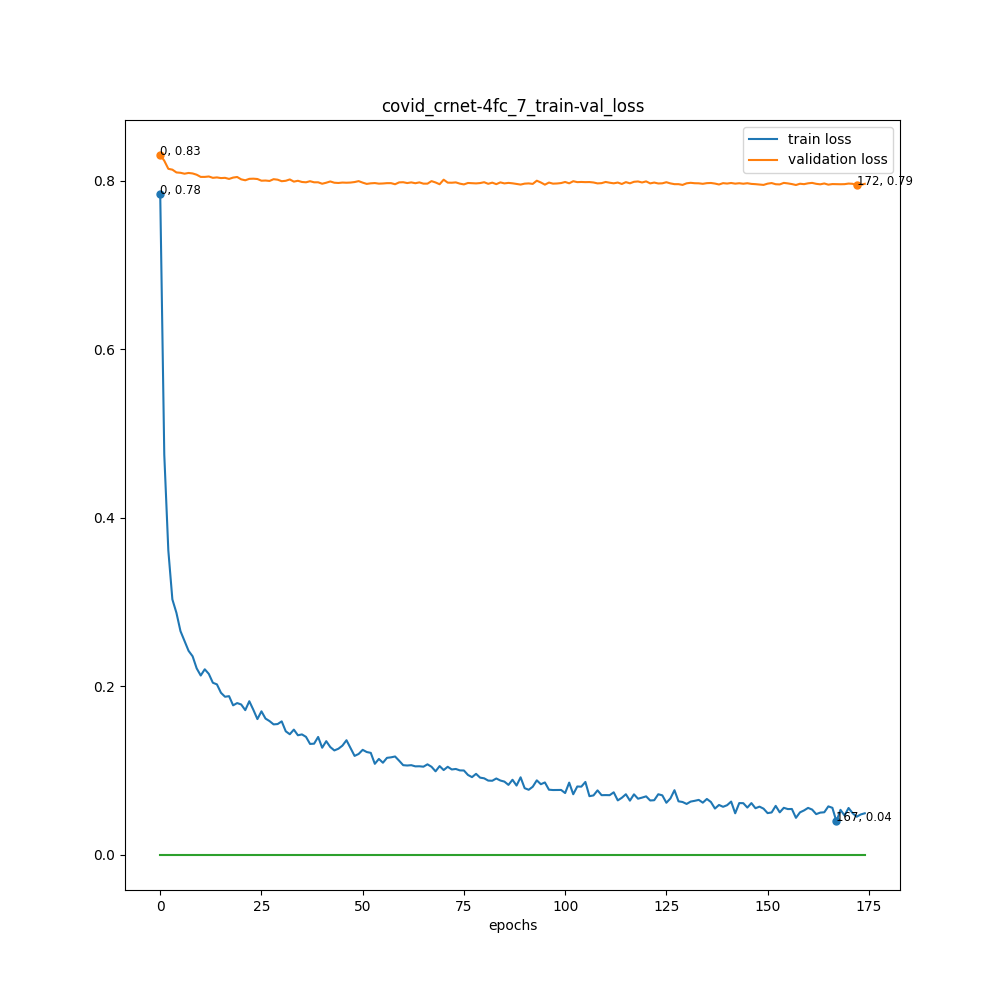 covid_crnet-4fc_7_train-val_loss
train loss
validation loss
0, 0.83
0, 0.78
172, 0.79
167, 0.04
0.8
0.6
0.4
0.2
0.0
0 25 50 75 100 125 150 175
epochs